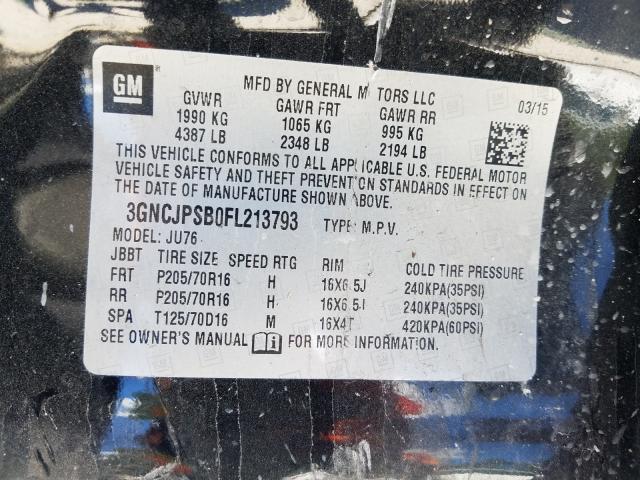 GM
MFD BY GENERAL M TORS LLC
03/15
GVWR GAWR FRT GAWR RR
1990 KG 1065 KG 995 KG
4387 LB 2348 LB 2194 LB
THIS VEHICLE CONFORMS TO ALL APPLICABLE U.S. FEDERAL MOTOR
VEHICLE SAFETY AND THEFT PREVENTION STANDARDS IN EFFECT ON
THE DATE OF MANUFACTURE SHOWN ABOVE.
3GNCJPSB0FL213793 TYPE: M.P.V.
MODEL: JU76
JBBT TIRE SIZE SPEED RTG RIM COLD TIRE PRESSURE
FRT P205/70R16 H 16X6.5J 240KPA(35PSI)
RR P205/70R16 H 16X6.5J 240KPA(35PSI)
SPA T125/70D16 M 16X4T 420KPA(60PSI)
SEE OWNER'S MANUAL FOR MORE INFORMATION.